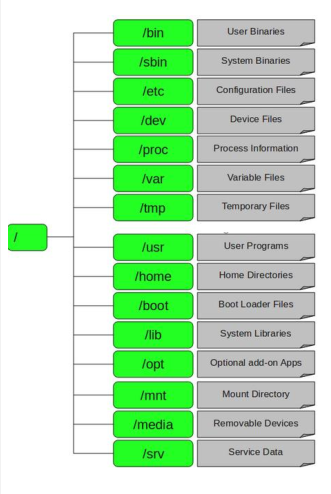 /bin User Binaries
/sbin System Binaries
/etc Configuration Files
/dev Device Files
/proc Process Information
/var Variable Files
/tmp Temporary Files
/
/usr User Programs
/home Home Directories
/boot Boot Loader Files
/lib System Libraries
/opt Optional add-on Apps
/mnt Mount Directory
/media Removable Devices
/srv Service Data